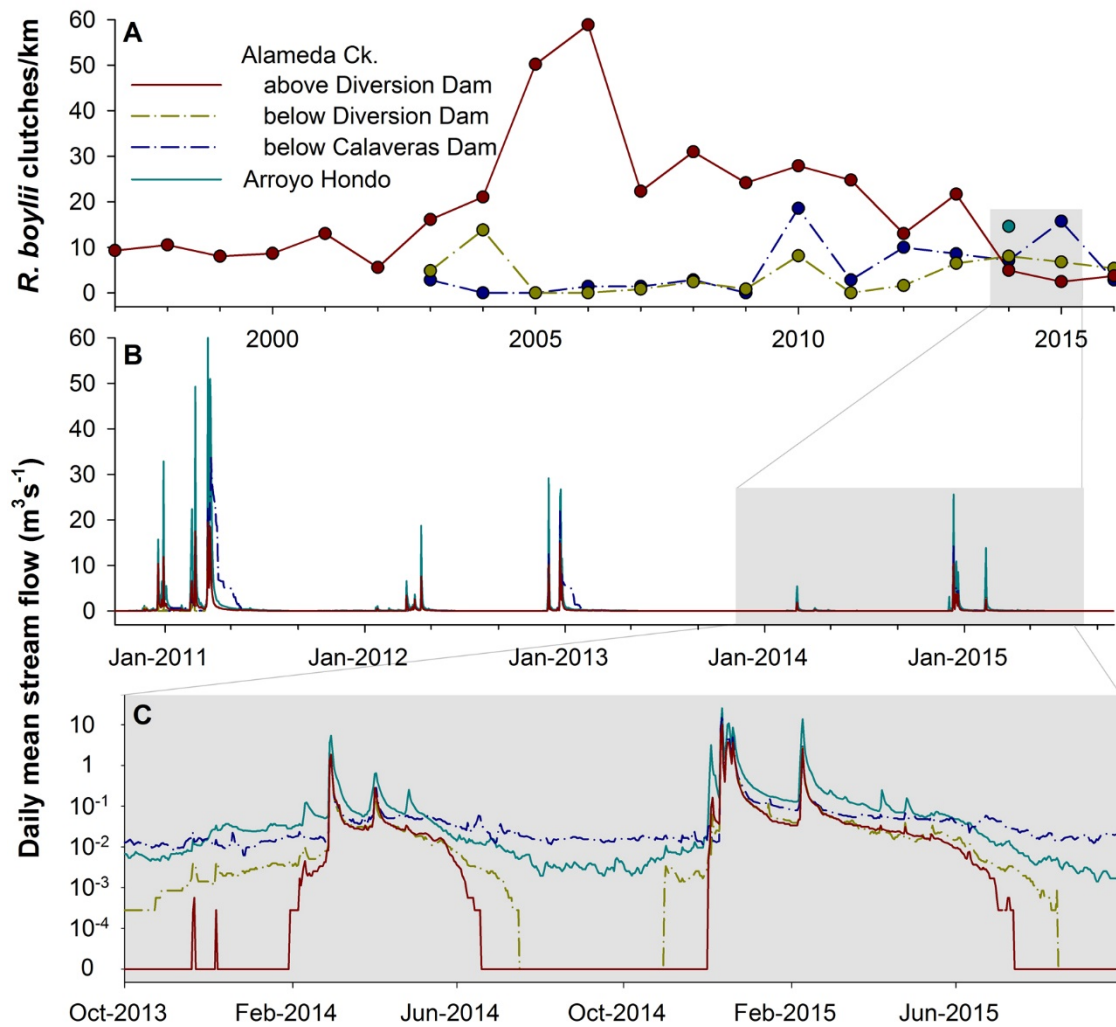 A
Alameda Ck.
above Diversion Dam
below Diversion Dam
below Calaveras Dam
Arroyo Hondo
R. boylii clutches/km
60
50
40
30
20
10
0
2000 2005 2010 2015
B
Daily mean stream flow (m³s⁻¹)
60
50
40
30
20
10
0
Jan-2011 Jan-2012 Jan-2013 Jan-2014 Jan-2015
C
10
1
10⁻¹
10⁻²
10⁻³
10⁻⁴
0
Oct-2013 Feb-2014 Jun-2014 Oct-2014 Feb-2015 Jun-2015